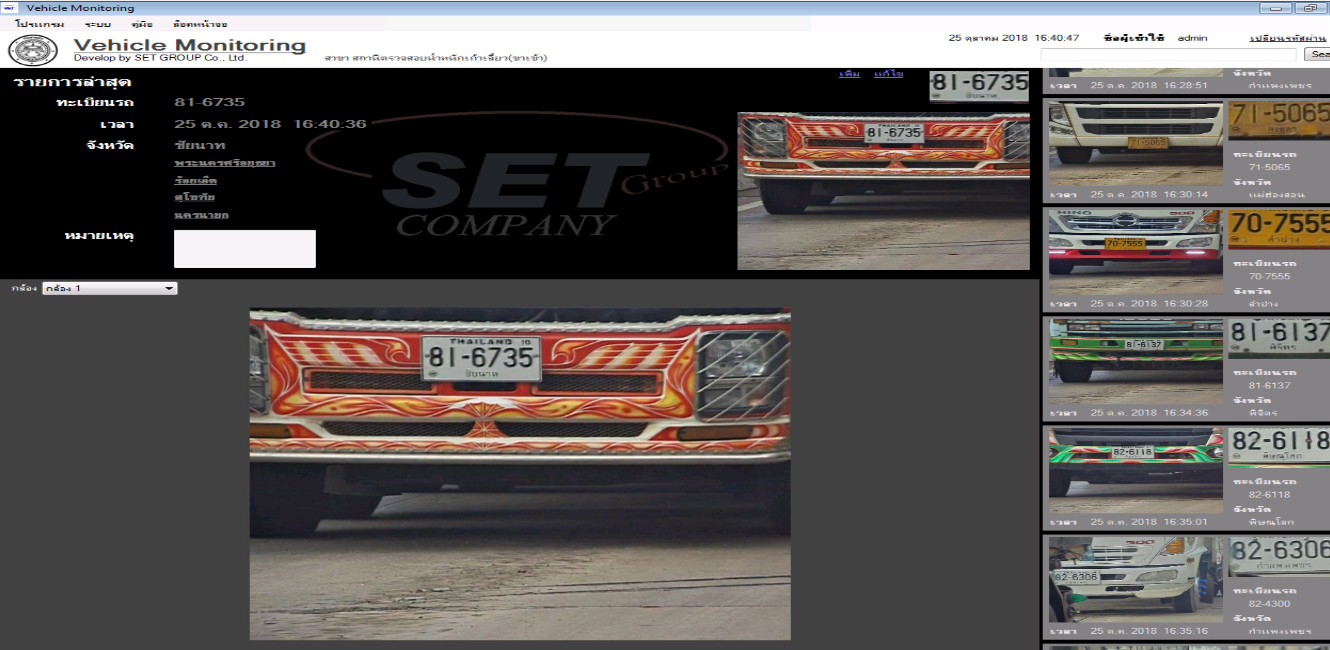 Vehicle Monitoring
โปรแกรม ระบบ คู่มือ ล็อกหน้าจอ
Vehicle Monitoring
Develop by SET GROUP Co., Ltd.
สาขา สถานีตรวจสอบน้ำหนักเก้าเลี้ยว(ขาเข้า)
25 ตุลาคม 2018 16:40:47 ชื่อผู้เข้าใช้ admin เปลี่ยนรหัสผ่าน
Sea
รายการล่าสุด
เพิ่ม แก้ไข
ทะเบียนรถ 81-6735
เวลา 25 ต.ค. 2018 16:40:36
จังหวัด ชัยนาท
พระนครศรีอยุธยา
ร้อยเอ็ด
สุโขทัย
นครนายก
หมายเหตุ
SET Group
COMPANY
81-6735
ชัยนาท
81-6735
กล้อง กล้อง 1
THAILAND 10
81-6735
ชัยนาท
จังหวัด
เวลา 25 ต.ค. 2018 16:28:51 กำแพงเพชร
71-5065
71-5065
ทะเบียนรถ
71-5065
จังหวัด
เวลา 25 ต.ค. 2018 16:30:14 แม่ฮ่องสอน
HINO 500
70-7555
70-7555
ลำปาง
ทะเบียนรถ
70-7555
จังหวัด
เวลา 25 ต.ค. 2018 16:30:28 ลำปาง
81-6137
81-6137
พิจิตร
ทะเบียนรถ
81-6137
จังหวัด
เวลา 25 ต.ค. 2018 16:34:36 พิจิตร
82-6118
82-6118
พิษณุโลก
ทะเบียนรถ
82-6118
จังหวัด
เวลา 25 ต.ค. 2018 16:35:01 พิษณุโลก
500
82-6306
82-6306
กำแพงเพชร
ทะเบียนรถ
82-4300
จังหวัด
เวลา 25 ต.ค. 2018 16:35:16 กำแพงเพชร